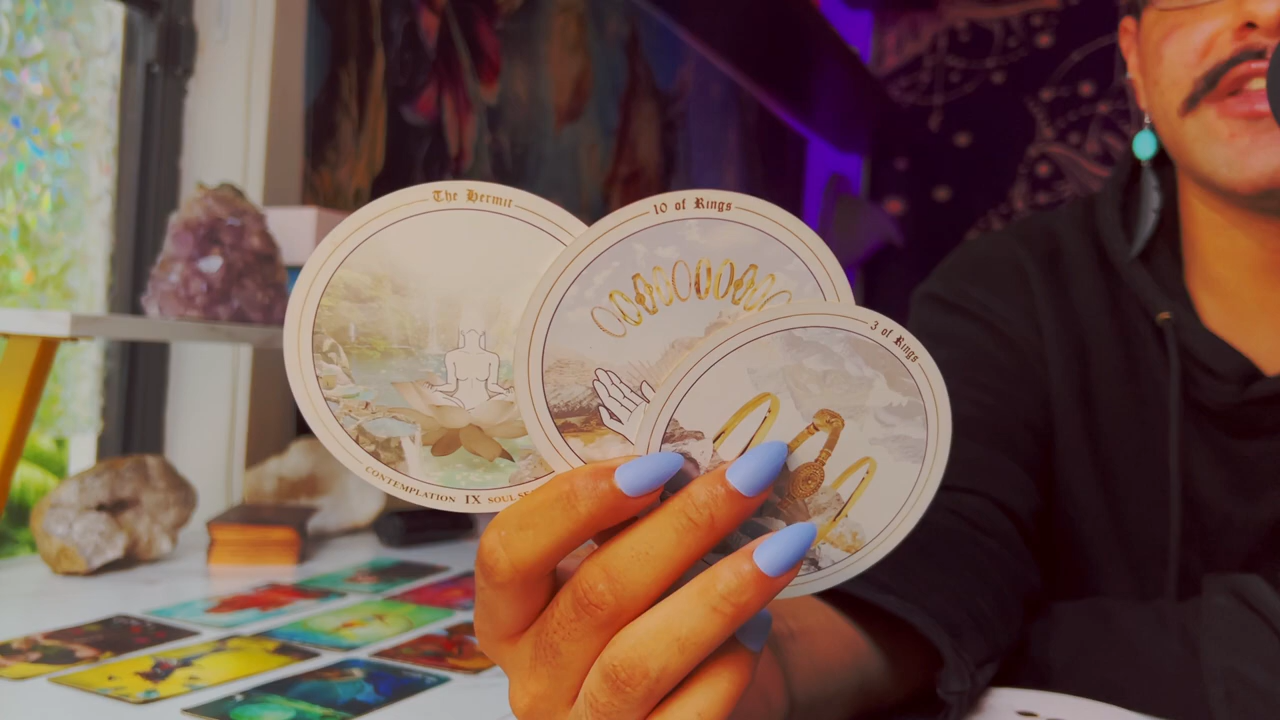 The Hermit
CONTEMPLATION IX SOUL
10 of Rings
3 of Rings